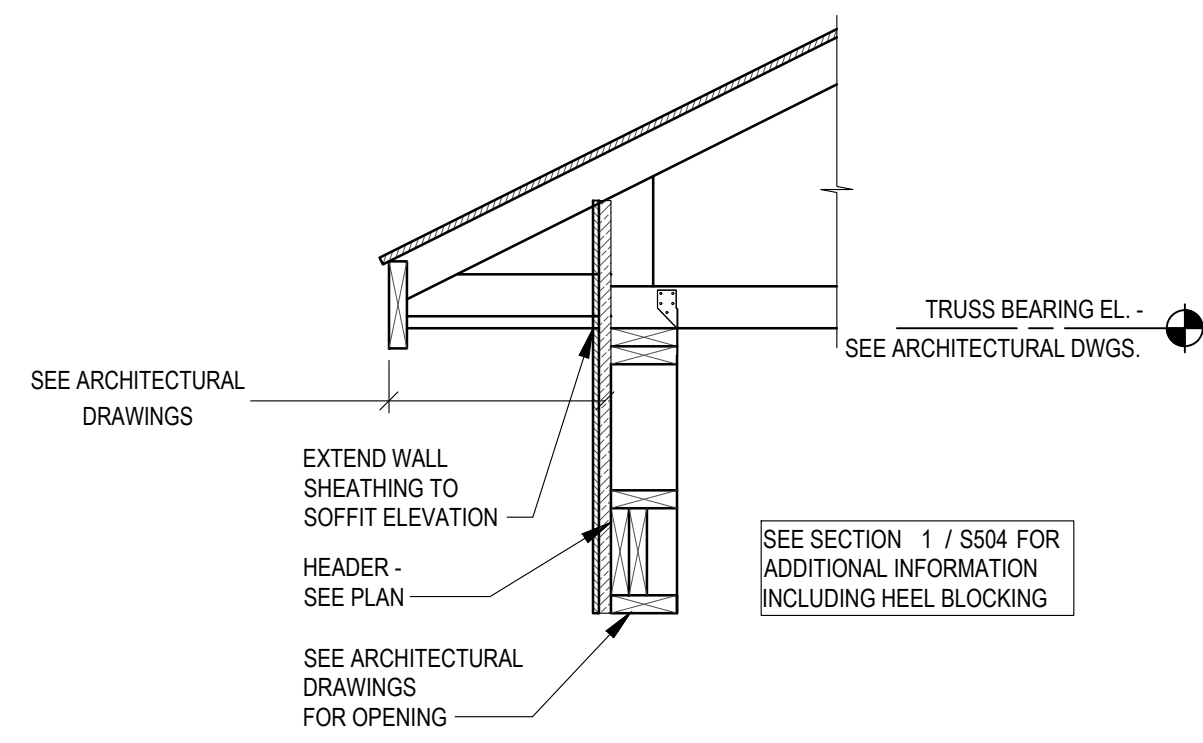 TRUSS BEARING EL. -
SEE ARCHITECTURAL DWGS.
SEE ARCHITECTURAL
DRAWINGS
EXTEND WALL
SHEATHING TO
SOFFIT ELEVATION
HEADER -
SEE PLAN
SEE ARCHITECTURAL
DRAWINGS
FOR OPENING
SEE SECTION 1 / S504 FOR
ADDITIONAL INFORMATION
INCLUDING HEEL BLOCKING